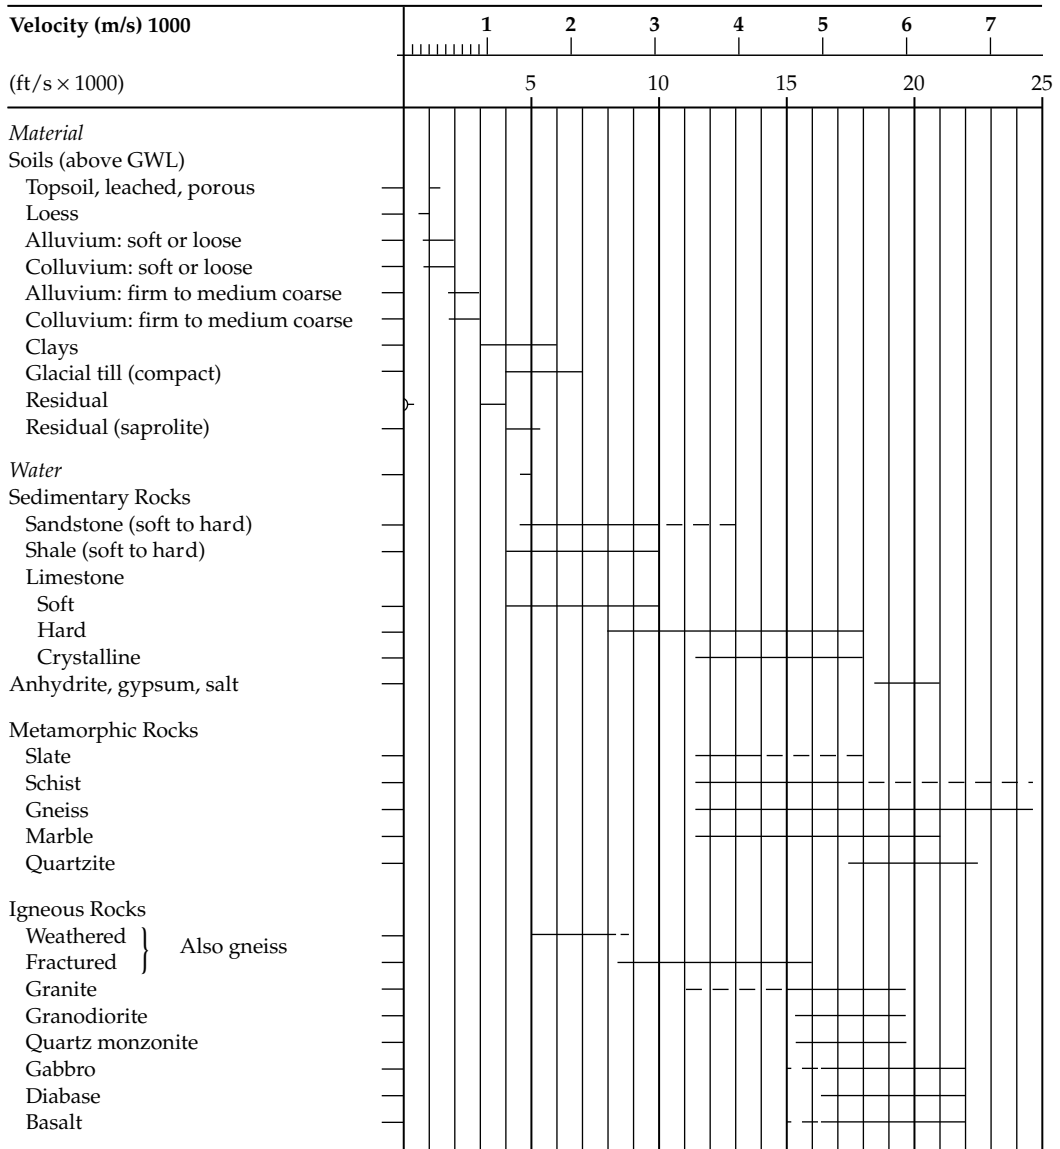 Velocity (m/s) 1000 1 2 3 4 5 6 7
(ft/s × 1000) 5 10 15 20 25
Material
Soils (above GWL)
Topsoil, leached, porous
Loess
Alluvium: soft or loose
Colluvium: soft or loose
Alluvium: firm to medium coarse
Colluvium: firm to medium coarse
Clays
Glacial till (compact)
Residual
Residual (saprolite)
Water
Sedimentary Rocks
Sandstone (soft to hard)
Shale (soft to hard)
Limestone
Soft
Hard
Crystalline
Anhydrite, gypsum, salt
Metamorphic Rocks
Slate
Schist
Gneiss
Marble
Quartzite
Igneous Rocks
Weathered
Also gneiss
Fractured
Granite
Granodiorite
Quartz monzonite
Gabbro
Diabase
Basalt